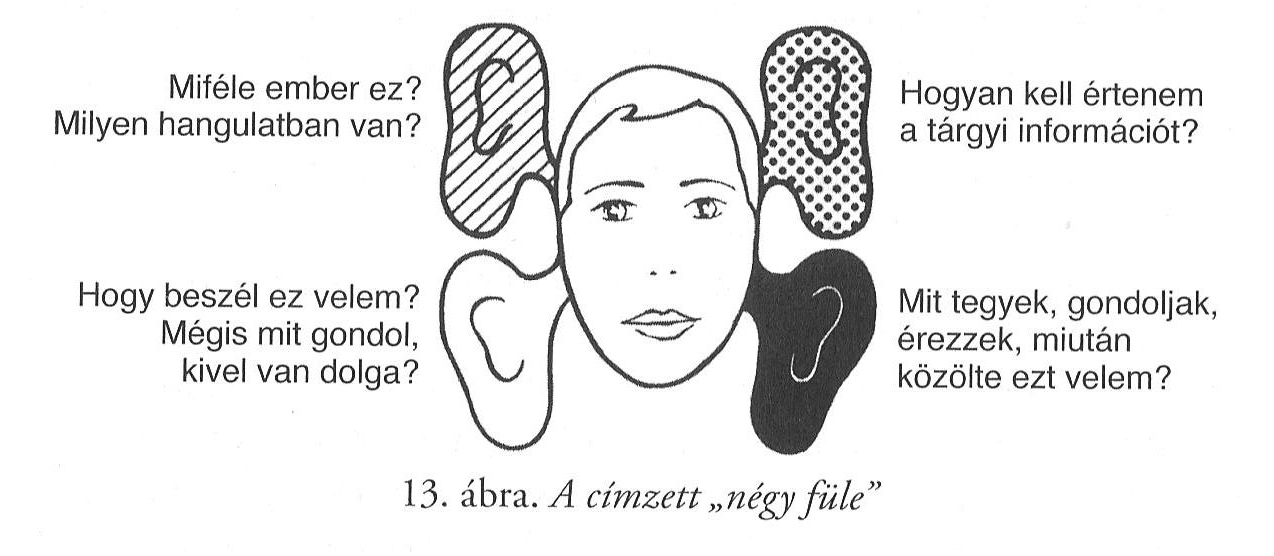 Miféle ember ez?
Milyen hangulatban van?
Hogyan kell értenem
a tárgyi információt?
Hogy beszél ez velem?
Mégis mit gondol,
kivel van dolga?
Mit tegyek, gondoljak,
érezzek, miután
közölte ezt velem?
13. ábra. A címzett „négy füle”